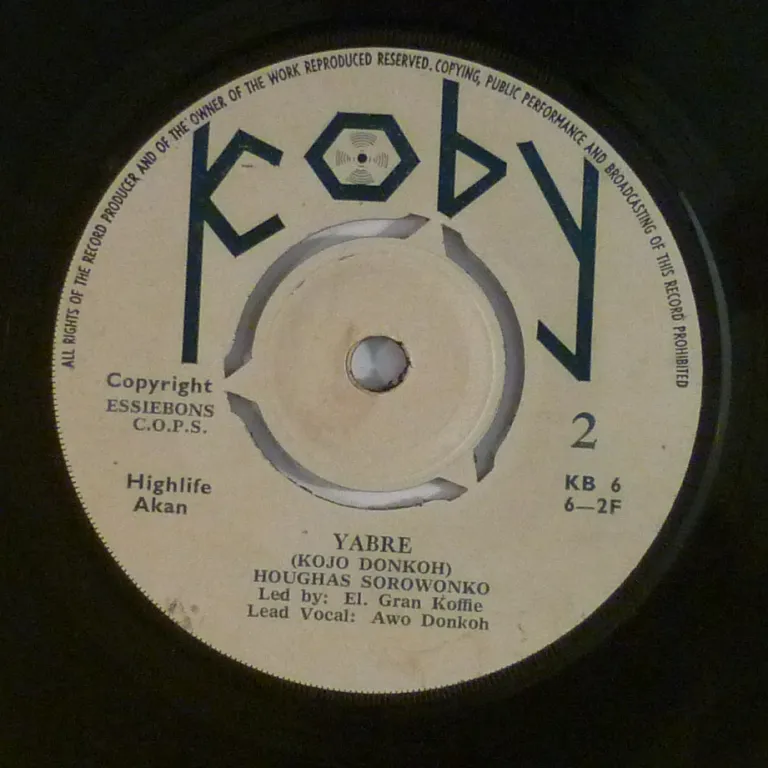 ALL RIGHTS OF THE RECORD PRODUCER AND OF THE OWNER OF THE WORK REPRODUCED RESERVED. COPYING, PUBLIC PERFORMANCE AND BROADCASTING OF THIS RECORD PROHIBITED
koby
Copyright
ESSIEBONS
C.O.P.S.
2
Highlife
Akan
KB 6
6—2F
YABRE
(KOJO DONKOH)
HOUGHAS SOROWONKO
Led by: El. Gran Koffie
Lead Vocal: Awo Donkoh